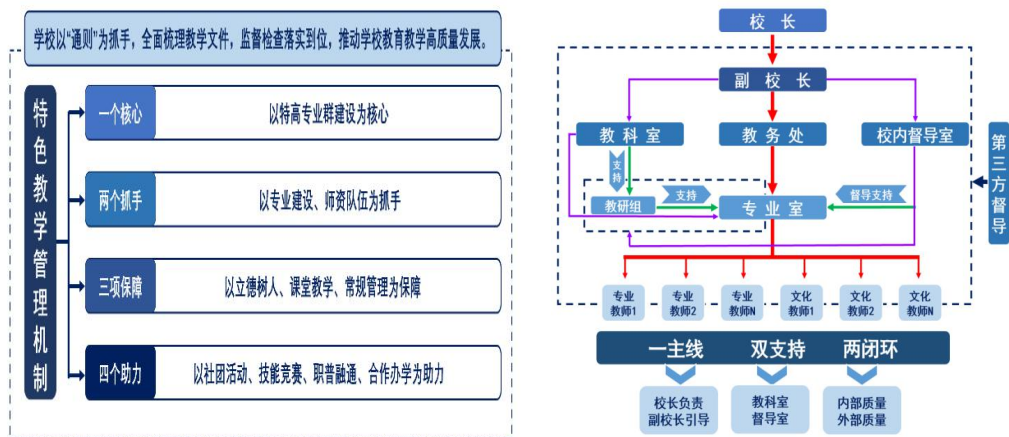 学校以“通则”为抓手，全面梳理教学文件，监督检查落实到位，推动学校教育教学高质量发展。
特色教学管理机制
一个核心
以特高专业群建设为核心
两个抓手
以专业建设、师资队伍为抓手
三项保障
以立德树人、课堂教学、常规管理为保障
四个助力
以社团活动、技能竞赛、职普融通、合作办学为助力
校长
副校长
教科室
教务处
校内督导室
第三方督导
支持
教研组
支持
专业室
督导支持
专业
教师1
专业
教师2
专业
教师N
文化
教师1
文化
教师2
文化
教师N
一主线
双支持
两闭环
校长负责
副校长引导
教科室
督导室
内部质量
外部质量